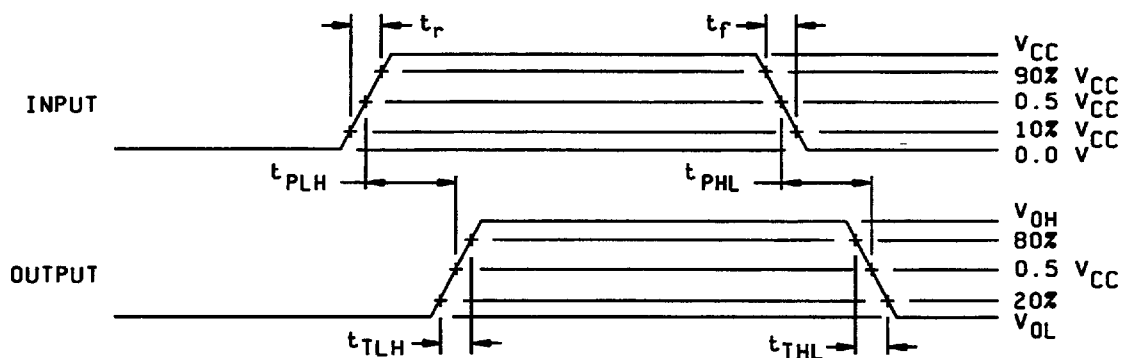 tr
tf
VCC
90% VCC
INPUT
0.5 VCC
10% VCC
0.0 V
tPLH
tPHL
VOH
80%
OUTPUT
0.5 VCC
20%
VOL
tTLH
tTHL